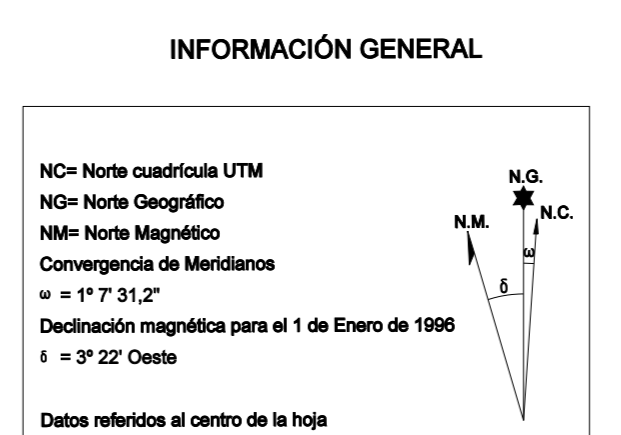 INFORMACIÓN GENERAL
NC= Norte cuadrícula UTM
NG= Norte Geográfico
NM= Norte Magnético
Convergencia de Meridianos
ω = 1º 7' 31,2"
Declinación magnética para el 1 de Enero de 1996
δ = 3º 22' Oeste
Datos referidos al centro de la hoja
N.G.
N.M.
N.C.
ω
δ